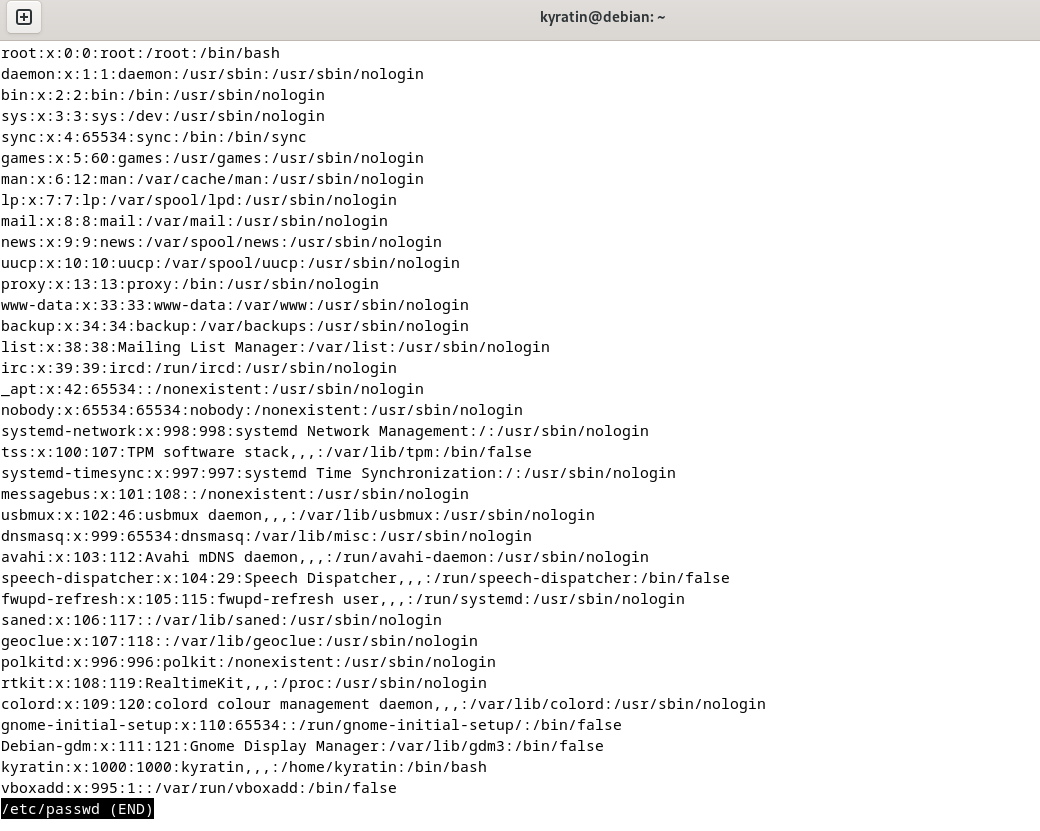 kyratin@debian: ~
root:x:0:0:root:/root:/bin/bash
daemon:x:1:1:daemon:/usr/sbin:/usr/sbin/nologin
bin:x:2:2:bin:/bin:/usr/sbin/nologin
sys:x:3:3:sys:/dev:/usr/sbin/nologin
sync:x:4:65534:sync:/bin:/bin/sync
games:x:5:60:games:/usr/games:/usr/sbin/nologin
man:x:6:12:man:/var/cache/man:/usr/sbin/nologin
lp:x:7:7:lp:/var/spool/lpd:/usr/sbin/nologin
mail:x:8:8:mail:/var/mail:/usr/sbin/nologin
news:x:9:9:news:/var/spool/news:/usr/sbin/nologin
uucp:x:10:10:uucp:/var/spool/uucp:/usr/sbin/nologin
proxy:x:13:13:proxy:/bin:/usr/sbin/nologin
www-data:x:33:33:www-data:/var/www:/usr/sbin/nologin
backup:x:34:34:backup:/var/backups:/usr/sbin/nologin
list:x:38:38:Mailing List Manager:/var/list:/usr/sbin/nologin
irc:x:39:39:ircd:/run/ircd:/usr/sbin/nologin
_apt:x:42:65534::/nonexistent:/usr/sbin/nologin
nobody:x:65534:65534:nobody:/nonexistent:/usr/sbin/nologin
systemd-network:x:998:998:systemd Network Management:/:/usr/sbin/nologin
tss:x:100:107:TPM software stack,,,:/var/lib/tpm:/bin/false
systemd-timesync:x:997:997:systemd Time Synchronization:/:/usr/sbin/nologin
messagebus:x:101:108::/nonexistent:/usr/sbin/nologin
usbmux:x:102:46:usbmux daemon,,,:/var/lib/usbmux:/usr/sbin/nologin
dnsmasq:x:999:65534:dnsmasq:/var/lib/misc:/usr/sbin/nologin
avahi:x:103:112:Avahi mDNS daemon,,,:/run/avahi-daemon:/usr/sbin/nologin
speech-dispatcher:x:104:29:Speech Dispatcher,,,:/run/speech-dispatcher:/bin/false
fwupd-refresh:x:105:115:fwupd-refresh user,,,:/run/systemd:/usr/sbin/nologin
saned:x:106:117::/var/lib/saned:/usr/sbin/nologin
geoclue:x:107:118::/var/lib/geoclue:/usr/sbin/nologin
polkitd:x:996:996:polkit:/nonexistent:/usr/sbin/nologin
rtkit:x:108:119:RealtimeKit,,,:/proc:/usr/sbin/nologin
colord:x:109:120:colord colour management daemon,,,:/var/lib/colord:/usr/sbin/nologin
gnome-initial-setup:x:110:65534::/run/gnome-initial-setup/:/bin/false
Debian-gdm:x:111:121:Gnome Display Manager:/var/lib/gdm3:/bin/false
kyratin:x:1000:1000:kyratin,,,:/home/kyratin:/bin/bash
vboxadd:x:995:1::/var/run/vboxadd:/bin/false
/etc/passwd (END)